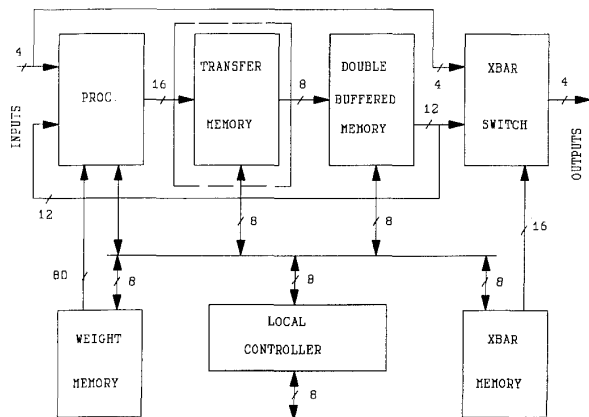 4
INPUTS
PROC.
16
TRANSFER
MEMORY
8
DOUBLE
BUFFERED
MEMORY
4
12
XBAR
SWITCH
4
OUTPUTS
12
8
8
16
80
8
8
8
WEIGHT
MEMORY
LOCAL
CONTROLLER
8
XBAR
MEMORY